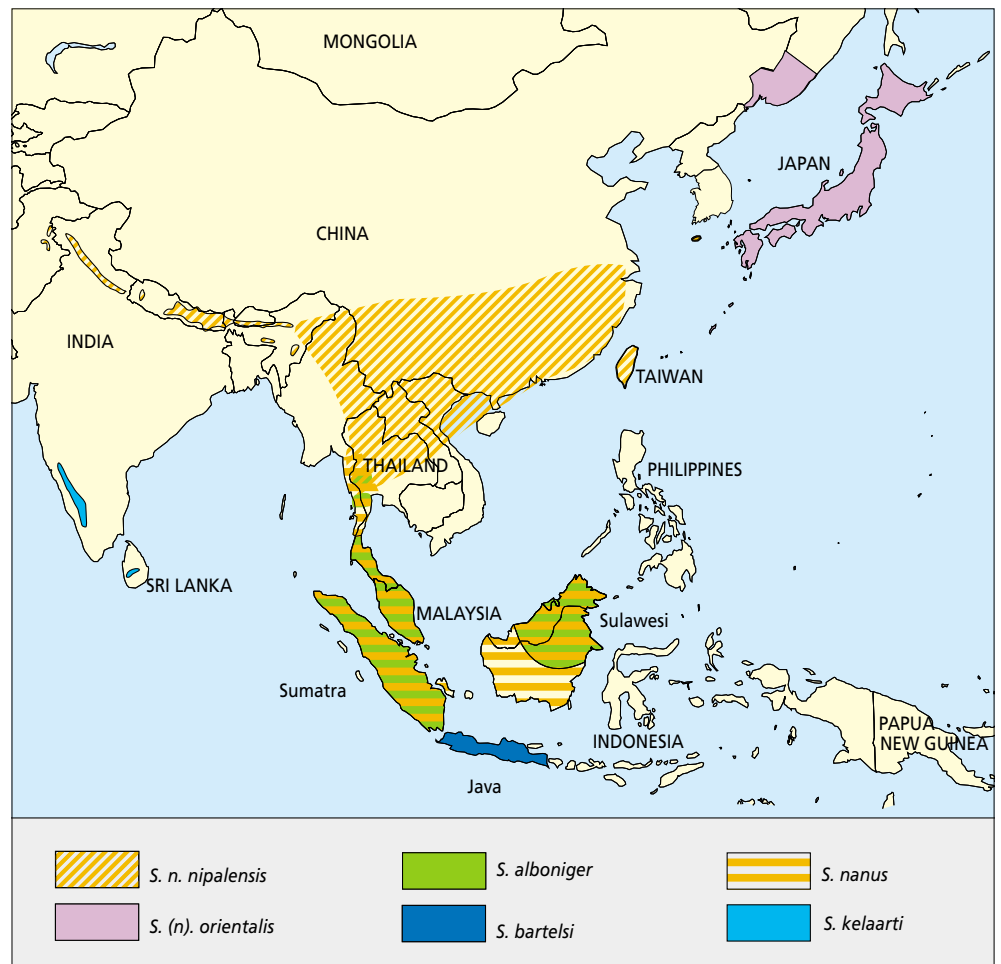 MONGOLIA
JAPAN
CHINA
INDIA
TAIWAN
THAILAND
PHILIPPINES
SRI LANKA
MALAYSIA
Sulawesi
Sumatra
PAPUA
NEW GUINEA
INDONESIA
Java
S. n. nipalensis
S. alboniger
S. nanus
S. (n). orientalis
S. bartelsi
S. kelaarti